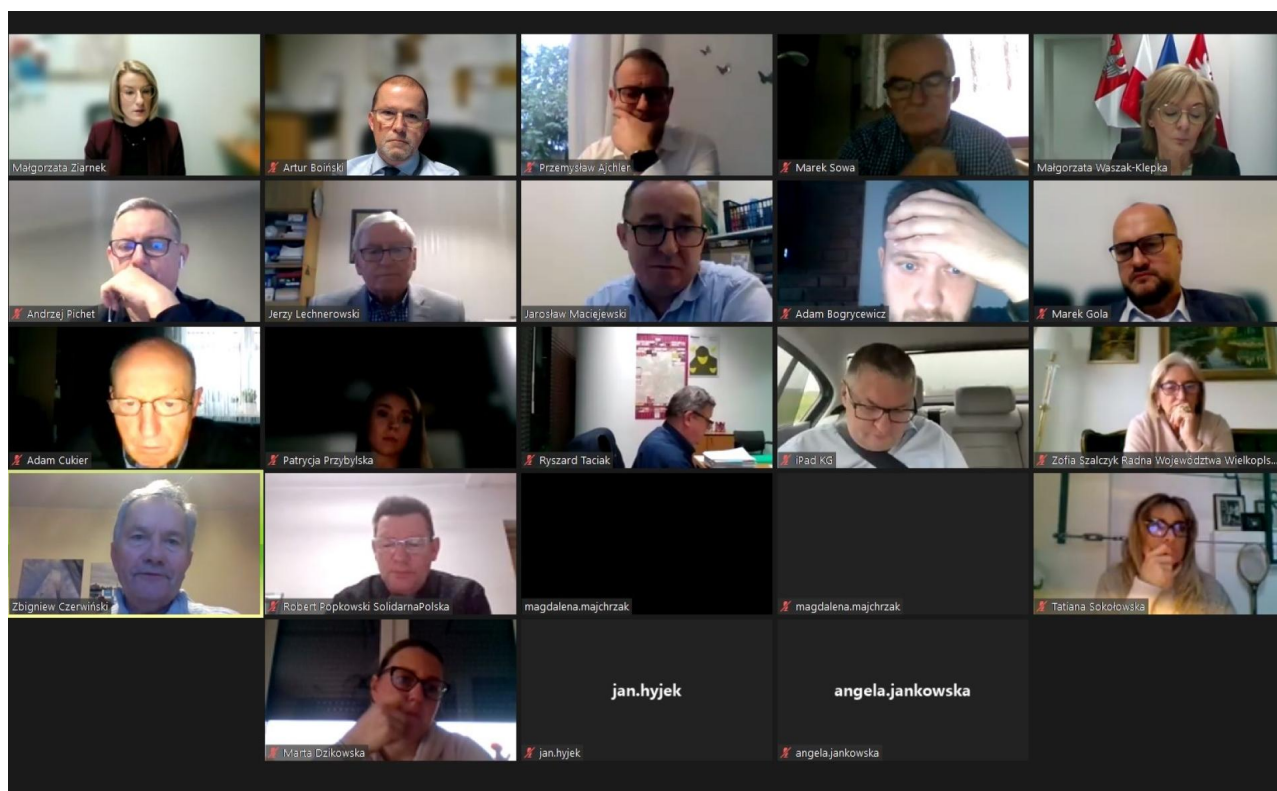 Małgorzata Ziarnek
Artur Boiński
Przemysław Ajchler
Marek Sowa
Małgorzata Waszak-Klepka
Andrzej Pichet
Jerzy Lechnerowski
Jarosław Maciejewski
Adam Bogrycewicz
Marek Gola
Adam Cukier
Patrycja Przybylska
Ryszard Taciak
iPad KG
Zofia Szalczyk Radna Województwa Wielkopls...
Zbigniew Czerwiński
Robert Popkowski SolidarnaPolska
magdalena.majchrzak
magdalena.majchrzak
Tatiana Sokołowska
Marta Dzikowska
jan.hyjek
jan.hyjek
angela.jankowska
angela.jankowska